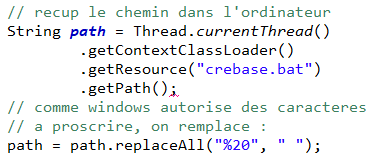 // recup le chemin dans l'ordinateur
String path = Thread.currentThread()
.getContextClassLoader()
.getResource("crebase.bat")
.getPath();
// comme windows autorise des caracteres
// a proscrire, on remplace :
path = path.replaceAll("%20", " ");